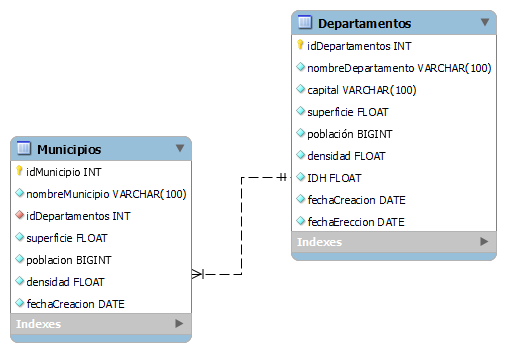 Departamentos
idDepartamentos INT
nombreDepartamento VARCHAR(100)
capital VARCHAR(100)
superficie FLOAT
población BIGINT
densidad FLOAT
IDH FLOAT
fechaCreacion DATE
fechaEreccion DATE
Indexes
Municipios
idMunicipio INT
nombreMunicipio VARCHAR(100)
idDepartamentos INT
superficie FLOAT
poblacion BIGINT
densidad FLOAT
fechaCreacion DATE
Indexes